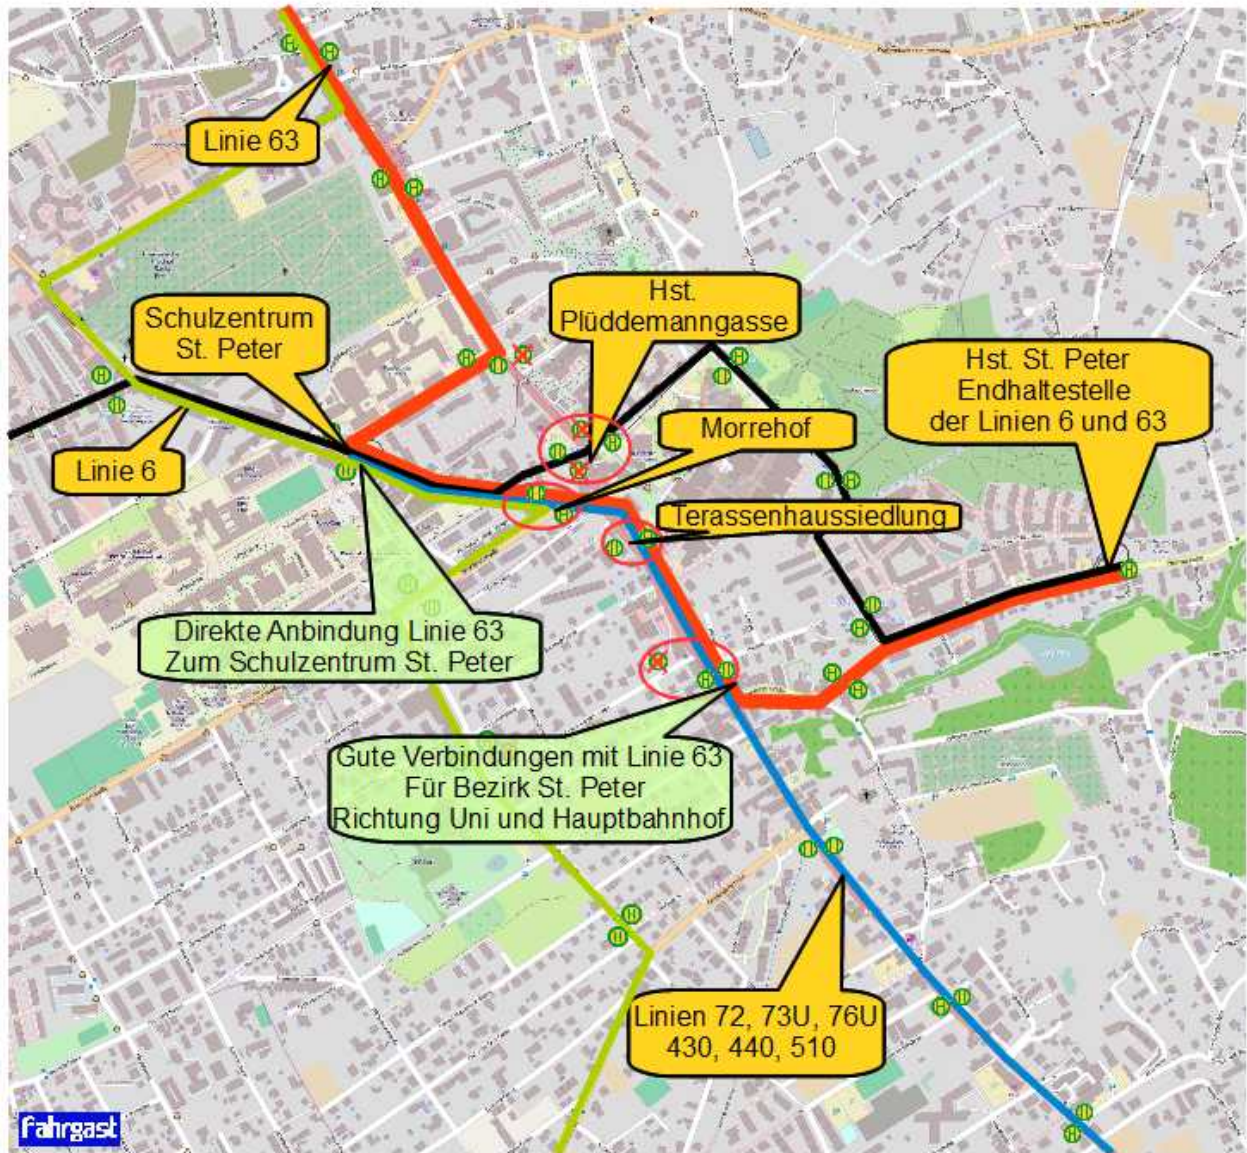 Linie 63
Hst.
Plüddemanngasse
Schulzentrum
St. Peter
Hst. St. Peter
Endhaltestelle
der Linien 6 und 63
Morrehof
Linie 6
Terassenhaussiedlung
Direkte Anbindung Linie 63
Zum Schulzentrum St. Peter
Gute Verbindungen mit Linie 63
Für Bezirk St. Peter
Richtung Uni und Hauptbahnhof
Linien 72, 73U, 76U
430, 440, 510
Fahrgast